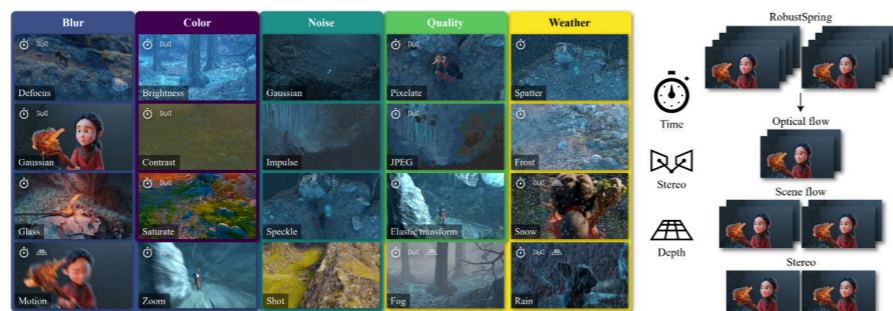 Blur
Color
Noise
Quality
Weather
Defocus
Brightness
Gaussian
Pixelate
Spatter
Gaussian
Contrast
Impulse
JPEG
Frost
Glass
Saturate
Speckle
Elastic transform
Snow
Motion
Zoom
Shot
Fog
Rain
Time
Stereo
Depth
RobustSpring
Optical flow
Scene flow
Stereo